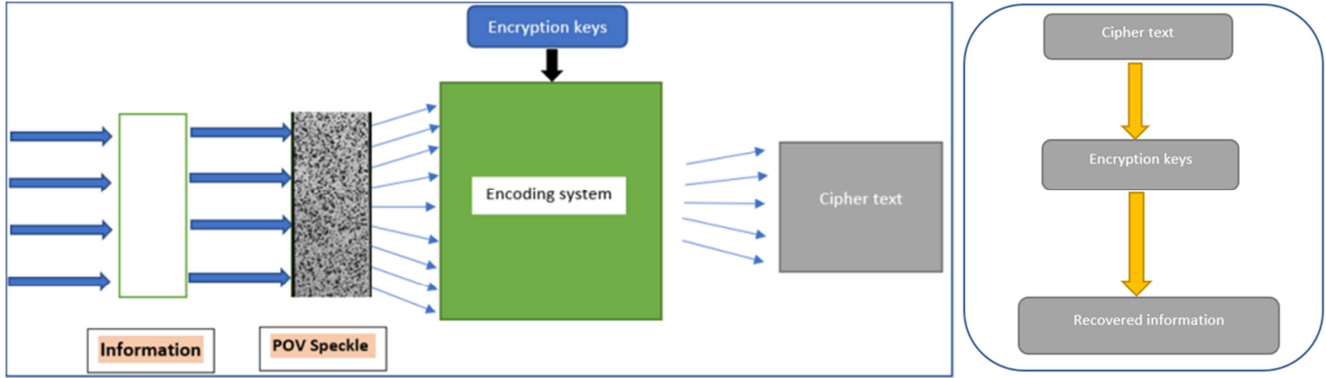 Encryption keys
Encoding system
Cipher text
Information
POV Speckle
Cipher text
Encryption keys
Recovered information